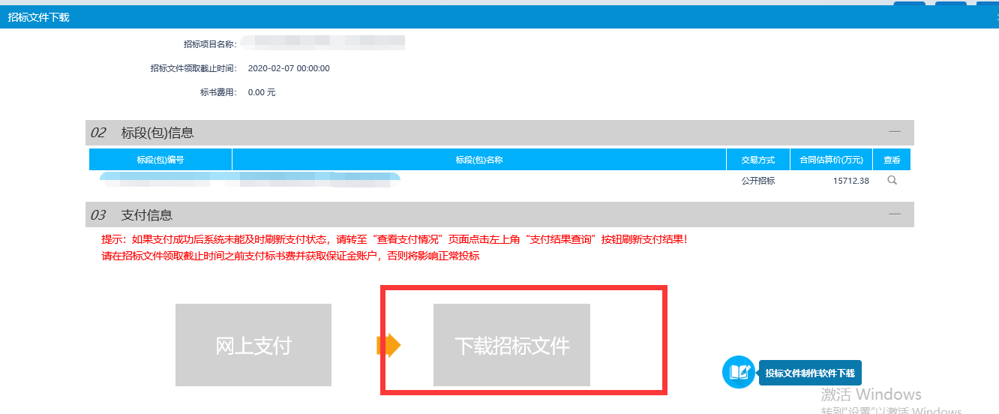 招标文件下载
招标项目名称:
招标文件领取截止时间: 2020-02-07 00:00:00
标书费用: 0.00 元
02 标段(包)信息
标段(包)编号 标段(包)名称 交易方式 合同估算价(万元) 查看
公开招标 15712.38
03 支付信息
提示：如果支付成功后系统未能及时刷新支付状态，请转至“查看支付情况”页面点击左上角“支付结果查询”按钮刷新支付结果！
请在招标文件领取截止时间之前支付标书费并获取保证金账户，否则将影响正常投标
网上支付 下载招标文件
投标文件制作软件下载
激活 Windows
转到“设置”以激活 Windows